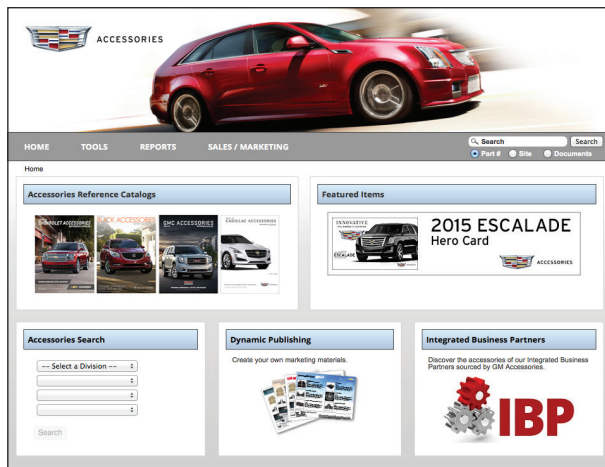 ACCESSORIES
HOME TOOLS REPORTS SALES / MARKETING
Search Search
Part # Site Documents
Home
Accessories Reference Catalogs
Featured Items
CHEVROLET ACCESSORIES
BUICK ACCESSORIES
GMC ACCESSORIES
CADILLAC ACCESSORIES
INNOVATIVE
ESCALADE
2015 ESCALADE
Hero Card
ACCESSORIES
Accessories Search
Dynamic Publishing
Integrated Business Partners
-- Select a Division --
Search
Create your own marketing materials.
Discover the accessories of our Integrated Business
Partners sourced by GM Accessories.
IBP